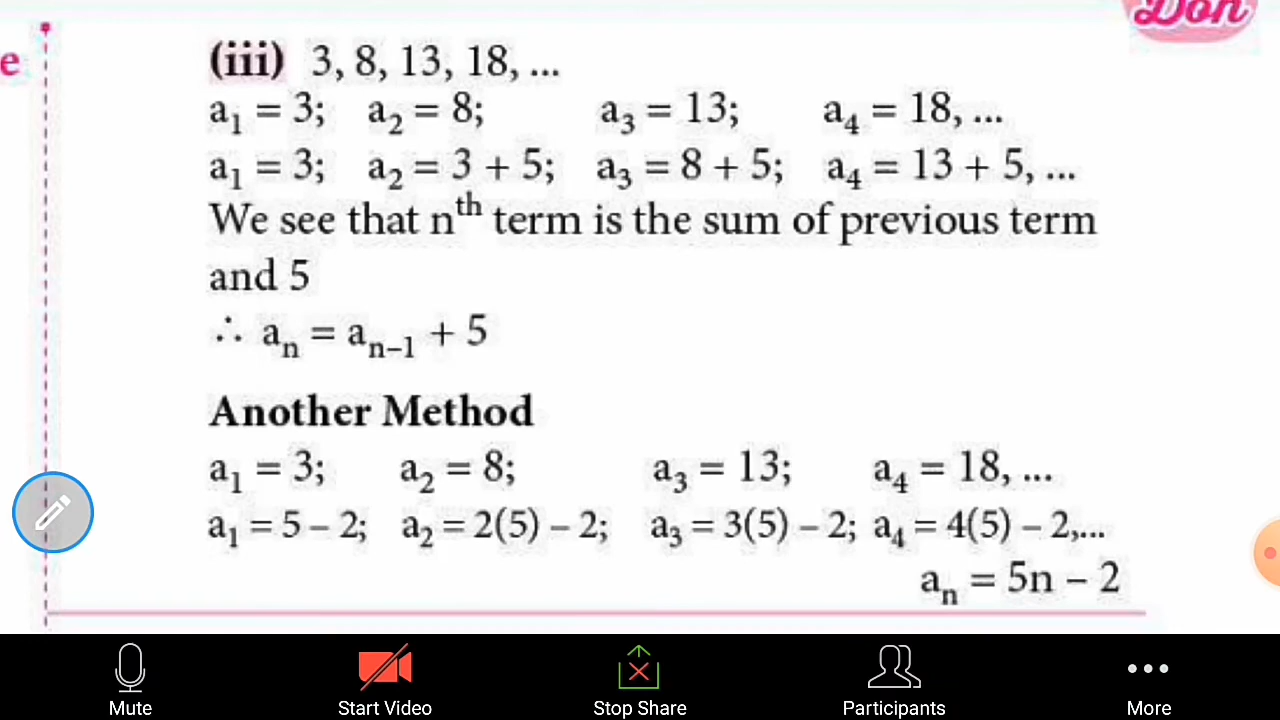 Don
e
(iii) 3, 8, 13, 18, ...
a₁ = 3; a₂ = 8; a₃ = 13; a₄ = 18, ...
a₁ = 3; a₂ = 3 + 5; a₃ = 8 + 5; a₄ = 13 + 5, ...
We see that nᵗʰ term is the sum of previous term
and 5
∴ aₙ = aₙ₋₁ + 5
Another Method
a₁ = 3; a₂ = 8; a₃ = 13; a₄ = 18, ...
a₁ = 5 – 2; a₂ = 2(5) – 2; a₃ = 3(5) – 2; a₄ = 4(5) – 2,...
aₙ = 5n – 2
Mute Start Video Stop Share Participants More